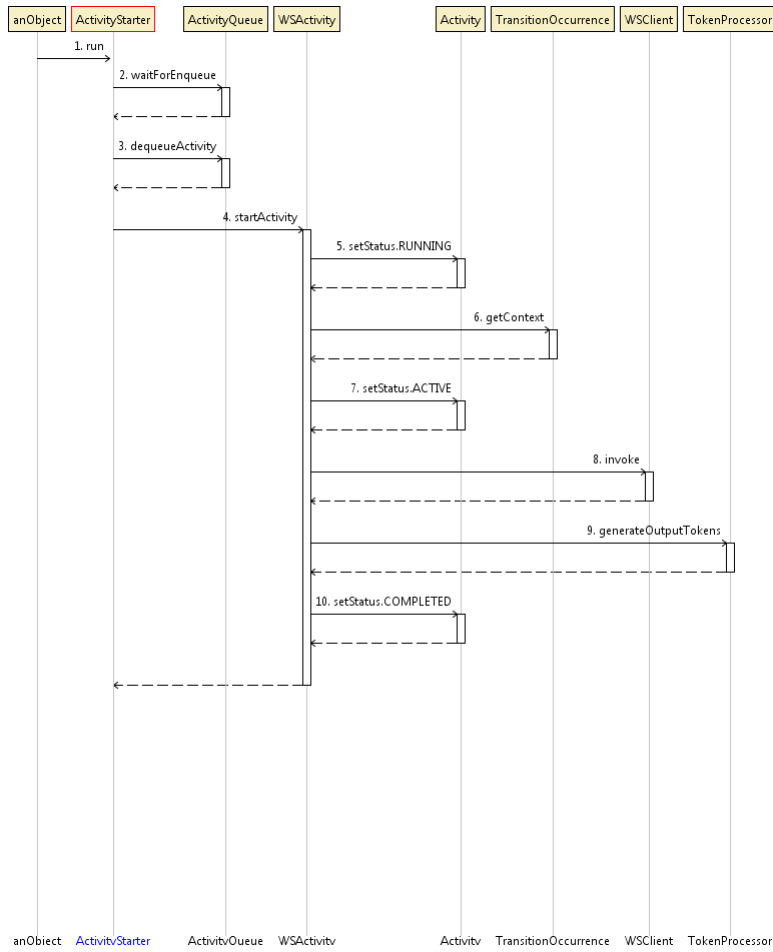 anObject ActivityStarter ActivityQueue WSActivity Activity TransitionOccurrence WSClient TokenProcessor
1. run
2. waitForEnqueue
3. dequeueActivity
4. startActivity
5. setStatus.RUNNING
6. getContext
7. setStatus.ACTIVE
8. invoke
9. generateOutputTokens
10. setStatus.COMPLETED
anObject ActivityStarter ActivityQueue WSActivity Activity TransitionOccurrence WSClient TokenProcessor